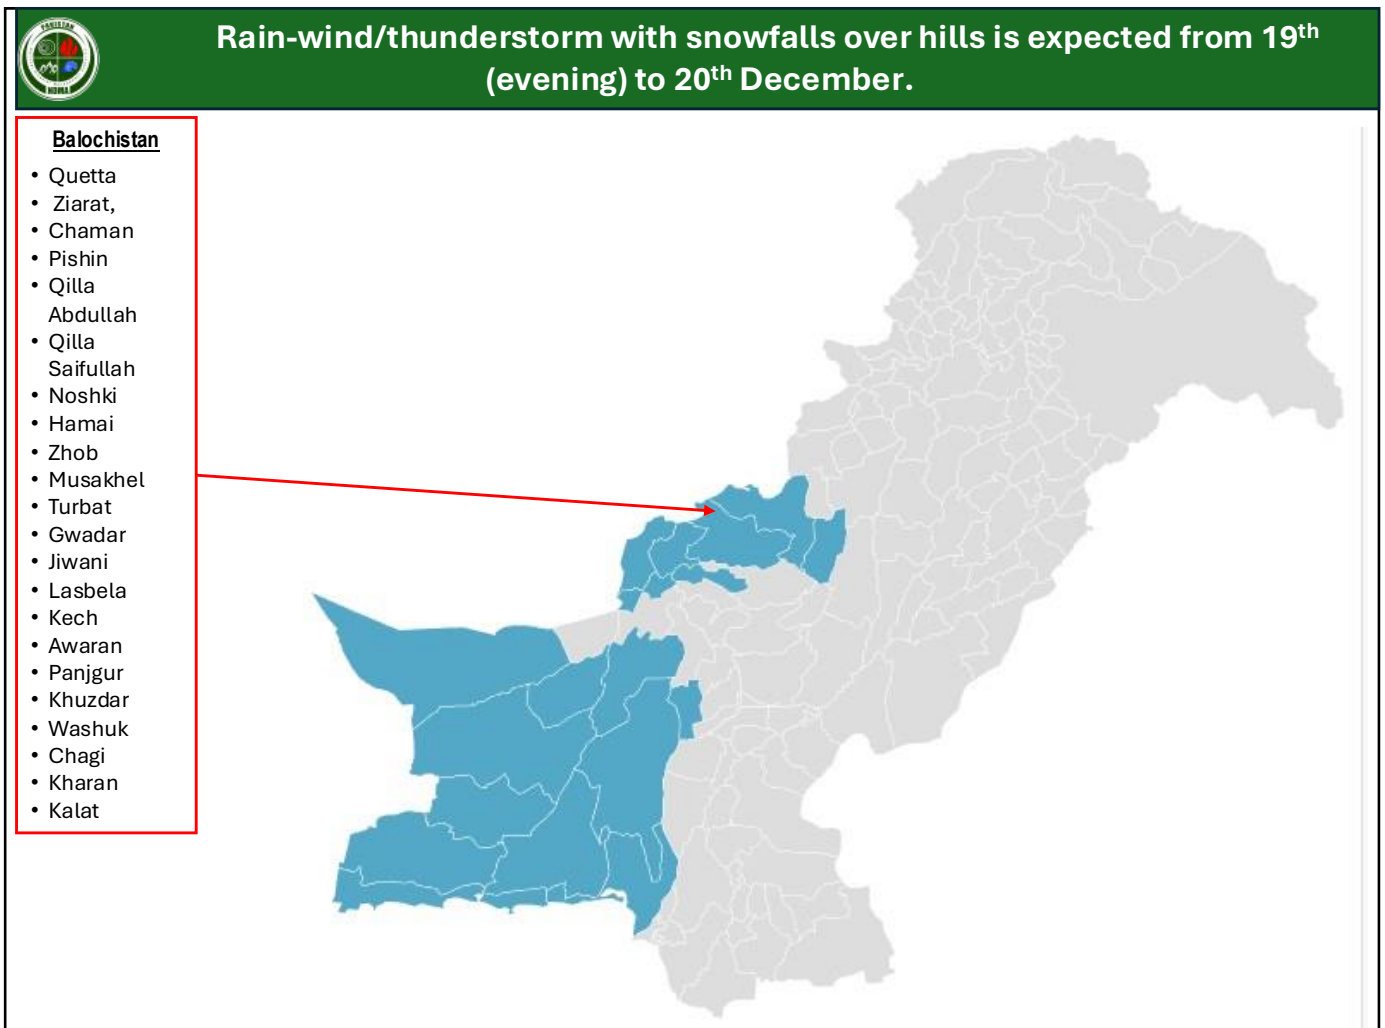 Rain-wind/thunderstorm with snowfalls over hills is expected from 19th
(evening) to 20th December.
PAKISTAN
NDMA
Balochistan
• Quetta
• Ziarat,
• Chaman
• Pishin
• Qilla
Abdullah
• Qilla
Saifullah
• Noshki
• Hamai
• Zhob
• Musakhel
• Turbat
• Gwadar
• Jiwani
• Lasbela
• Kech
• Awaran
• Panjgur
• Khuzdar
• Washuk
• Chagi
• Kharan
• Kalat